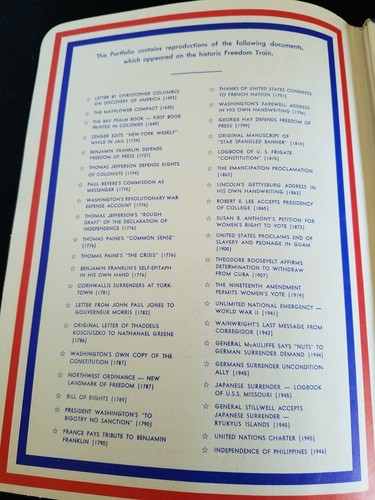 This Portfolio contains reproductions of the following documents,
which appeared on the historic Freedom Train.
☆ LETTER BY CHRISTOPHER COLUMBUS
ON DISCOVERY OF AMERICA (1493)
☆ THE MAYFLOWER COMPACT (1620)
☆ THE BAY PSALM BOOK — FIRST BOOK
PRINTED IN COLONIES (1640)
☆ ZENGER EDITS "NEW-YORK WEEKLY"
WHILE IN JAIL (1734)
☆ BENJAMIN FRANKLIN DEFENDS
FREEDOM OF PRESS (1737)
☆ THOMAS JEFFERSON DEFENDS RIGHTS
OF COLONISTS (1774)
☆ PAUL REVERE'S COMMISSION AS
MESSENGER (1775)
☆ WASHINGTON'S REVOLUTIONARY WAR
EXPENSE ACCOUNT (1776)
☆ THOMAS JEFFERSON'S "ROUGH
DRAFT" OF THE DECLARATION OF
INDEPENDENCE (1776)
☆ THOMAS PAINE'S "COMMON SENSE"
(1776)
☆ THOMAS PAINE'S "THE CRISIS" (1776)
☆ BENJAMIN FRANKLIN'S SELF-EPITAPH
IN HIS OWN HAND (1776)
☆ CORNWALLIS SURRENDERS AT YORK-
TOWN (1781)
☆ LETTER FROM JOHN PAUL JONES TO
GOUVERNEUR MORRIS (1782)
☆ ORIGINAL LETTER OF THADDEUS
KOSCIUSZKO TO NATHANAEL GREENE
(1786)
☆ WASHINGTON'S OWN COPY OF THE
CONSTITUTION (1787)
☆ NORTHWEST ORDINANCE — NEW
LANDMARK OF FREEDOM (1787)
☆ BILL OF RIGHTS (1789)
☆ PRESIDENT WASHINGTON'S "TO
BIGOTRY NO SANCTION" (1790)
☆ FRANCE PAYS TRIBUTE TO BENJAMIN
FRANKLIN (1790)
☆ THANKS OF UNITED STATES CONGRESS
TO FRENCH NATION (1791)
☆ WASHINGTON'S FAREWELL ADDRESS
IN HIS OWN HANDWRITING (1796)
☆ GEORGE HAY DEFENDS FREEDOM OF
PRESS (1799)
☆ ORIGINAL MANUSCRIPT OF
"STAR SPANGLED BANNER" (1814)
☆ LOGBOOK OF U. S. FRIGATE
"CONSTITUTION" (1815)
☆ THE EMANCIPATION PROCLAMATION
(1863)
☆ LINCOLN'S GETTYSBURG ADDRESS IN
HIS OWN HANDWRITING (1863)
☆ ROBERT E. LEE ACCEPTS PRESIDENCY
OF COLLEGE (1865)
☆ SUSAN B. ANTHONY'S PETITION FOR
WOMEN'S RIGHT TO VOTE (1873)
☆ UNITED STATES PROCLAIMS END OF
SLAVERY AND PEONAGE IN GUAM
(1900)
☆ THEODORE ROOSEVELT AFFIRMS
DETERMINATION TO WITHDRAW
FROM CUBA (1907)
☆ THE NINETEENTH AMENDMENT
PERMITS WOMEN'S VOTE (1919)
☆ UNLIMITED NATIONAL EMERGENCY —
WORLD WAR II (1941)
☆ WAINWRIGHT'S LAST MESSAGE FROM
CORREGIDOR (1942)
☆ GENERAL McAULIFFE SAYS "NUTS" TO
GERMAN SURRENDER DEMAND (1944)
☆ GERMANS SURRENDER UNCONDITION-
ALLY (1945)
☆ JAPANESE SURRENDER — LOGBOOK
OF U.S.S. MISSOURI (1945)
☆ GENERAL STILLWELL ACCEPTS
JAPANESE SURRENDER —
RYUKYUS ISLANDS (1945)
☆ UNITED NATIONS CHARTER (1945)
☆ INDEPENDENCE OF PHILIPPINES (1946)